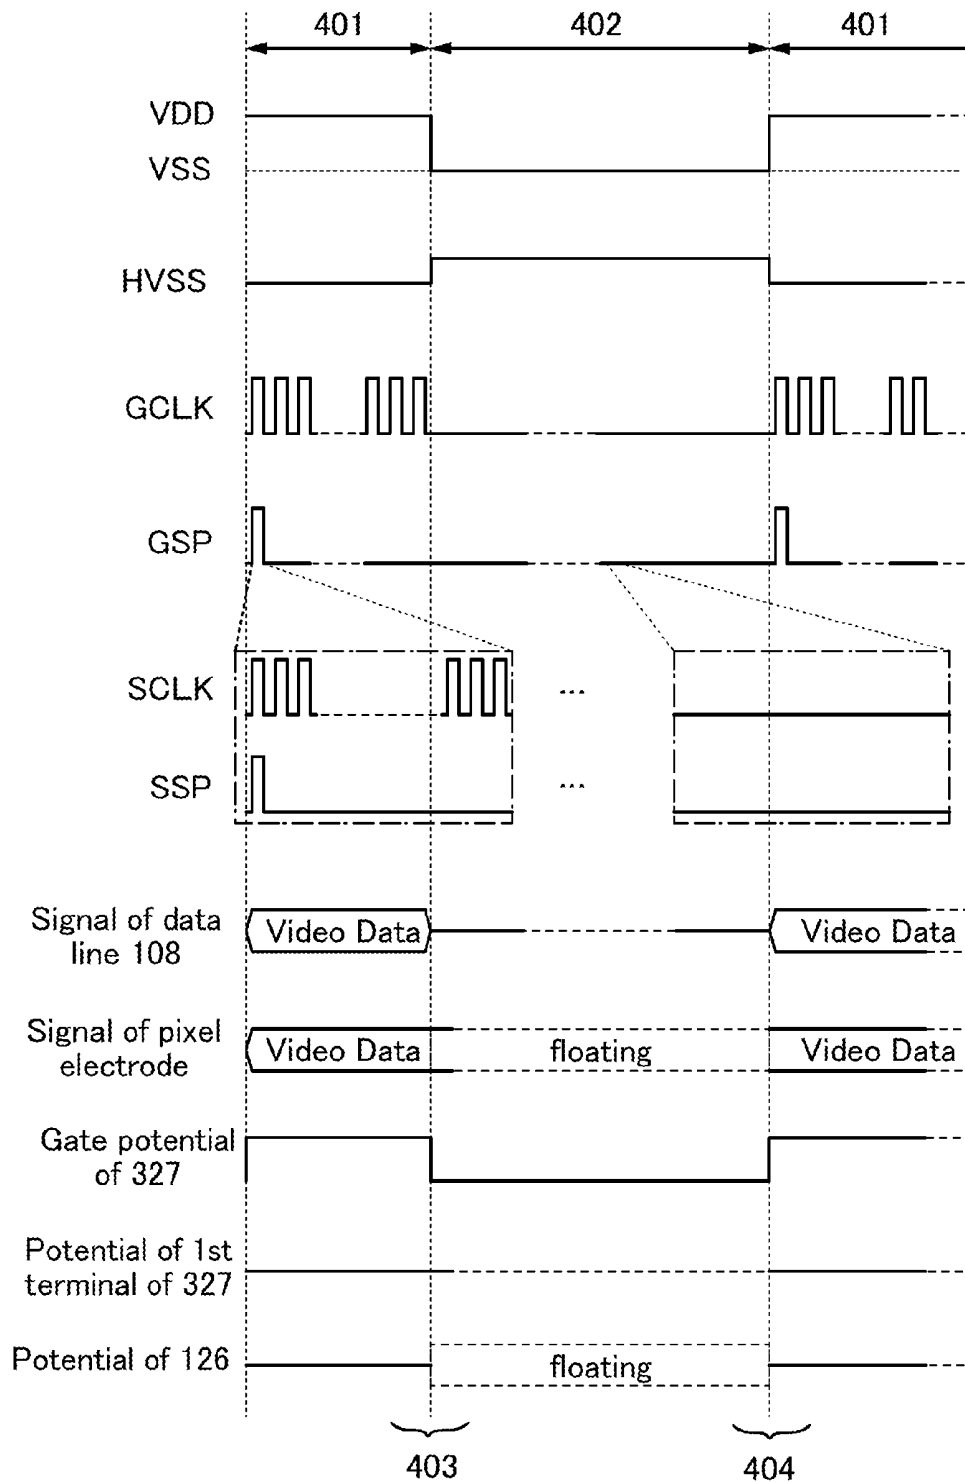 401
402
401
VDD
VSS
HVSS
GCLK
GSP
SCLK
...
SSP
...
Signal of data
line 108
Video Data
Video Data
Signal of pixel
electrode
Video Data
floating
Video Data
Gate potential
of 327
Potential of 1st
terminal of 327
Potential of 126
floating
403
404